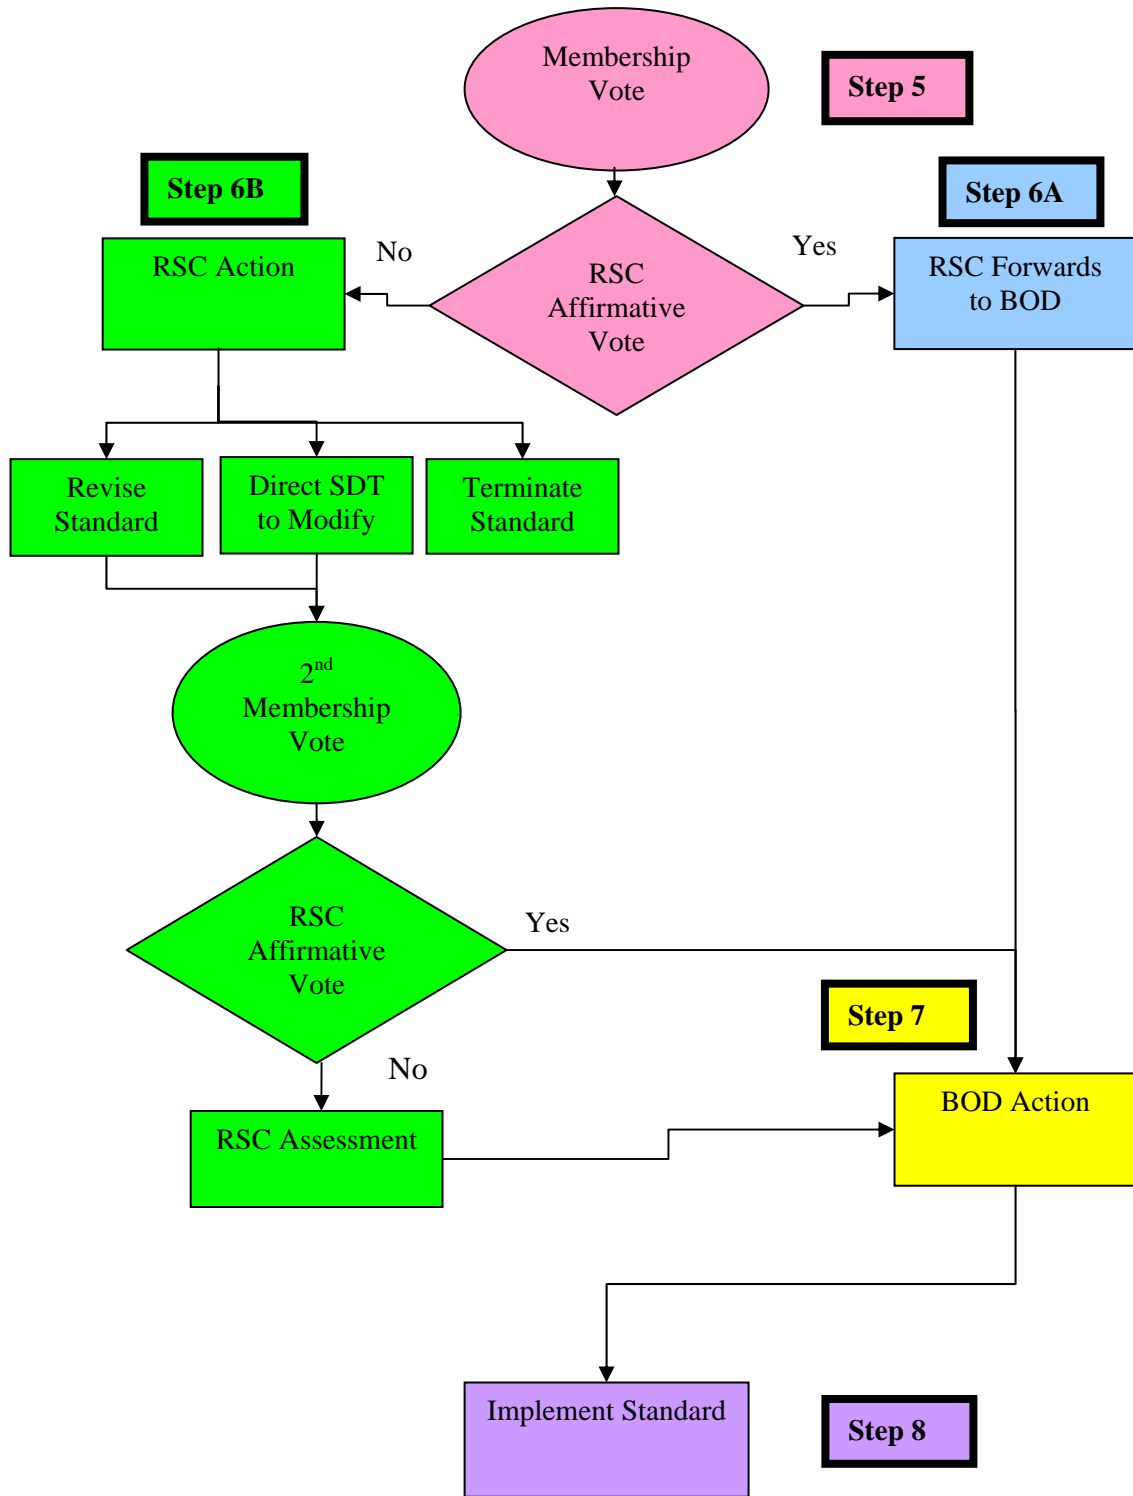 Membership
Vote
Step 5
Step 6B
Step 6A
No
Yes
RSC Action
RSC
Affirmative
Vote
RSC Forwards
to BOD
Revise
Standard
Direct SDT
to Modify
Terminate
Standard
2nd
Membership
Vote
RSC
Affirmative
Vote
Yes
Step 7
No
BOD Action
RSC Assessment
Implement Standard
Step 8